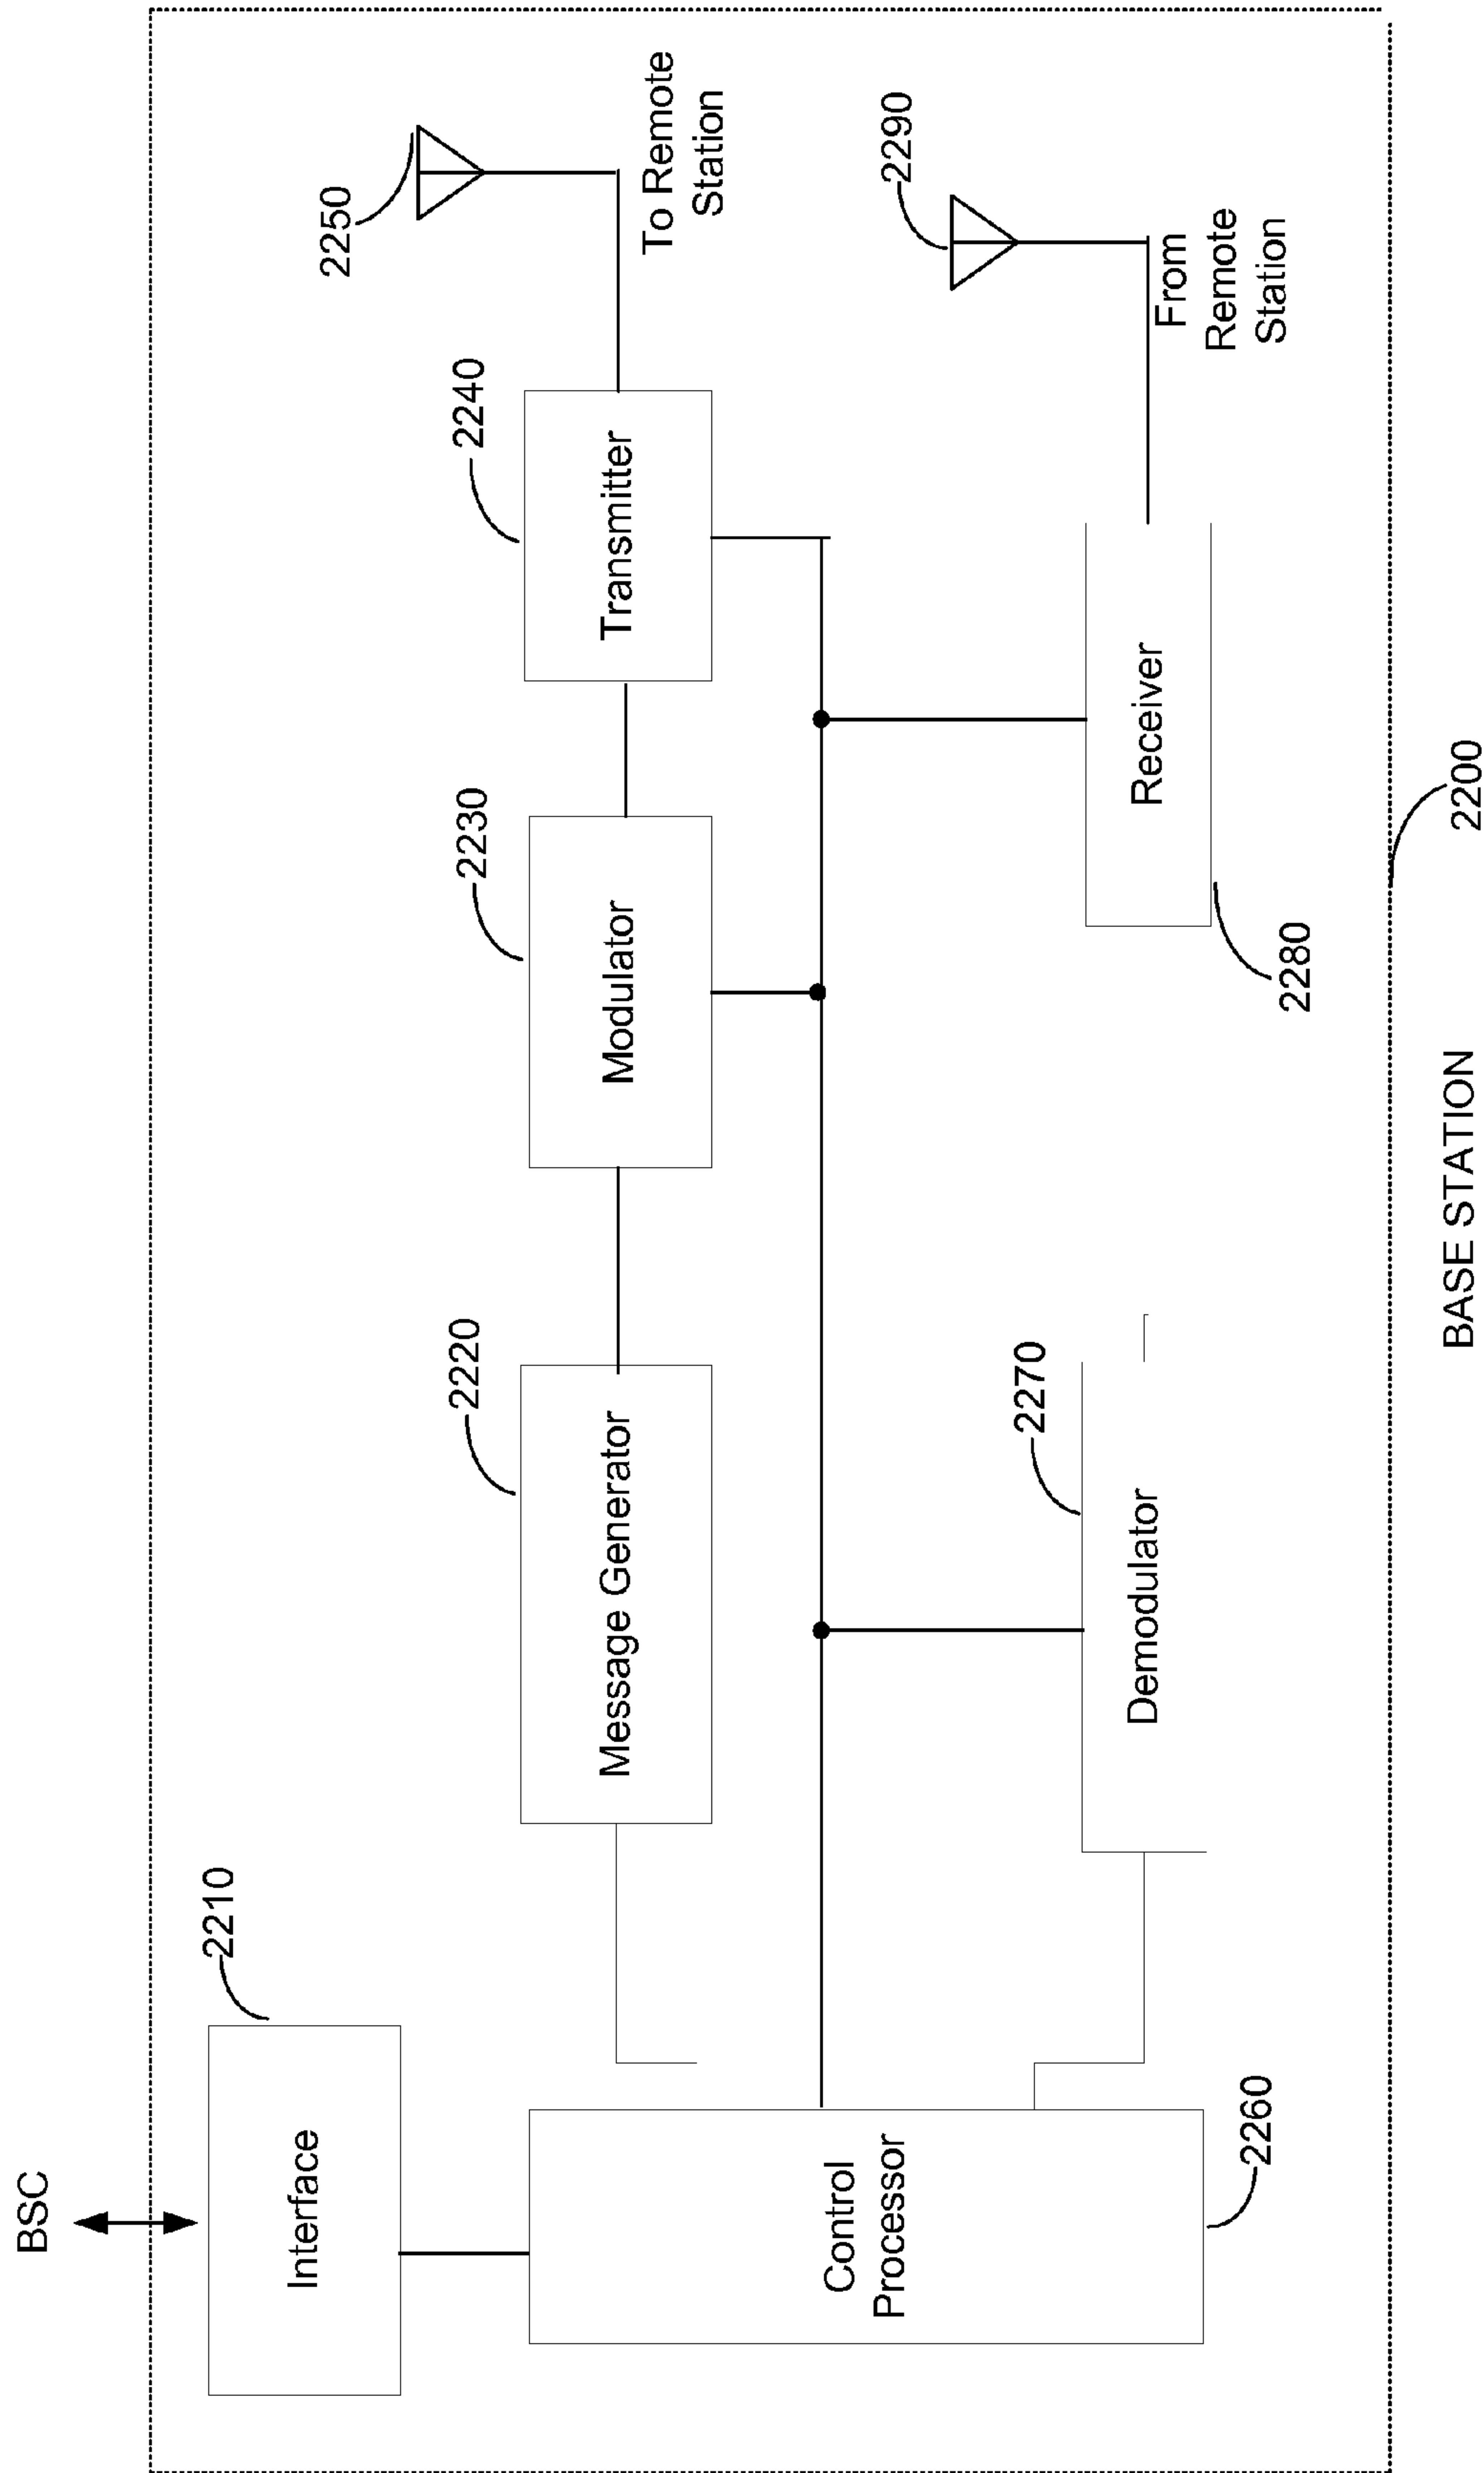 BSC
2210
Interface
2220
Message Generator
2230
Modulator
2240
Transmitter
2250
To Remote
Station
2260
Control
Processor
2270
Demodulator
2280
Receiver
2290
From
Remote
Station
2200
BASE STATION